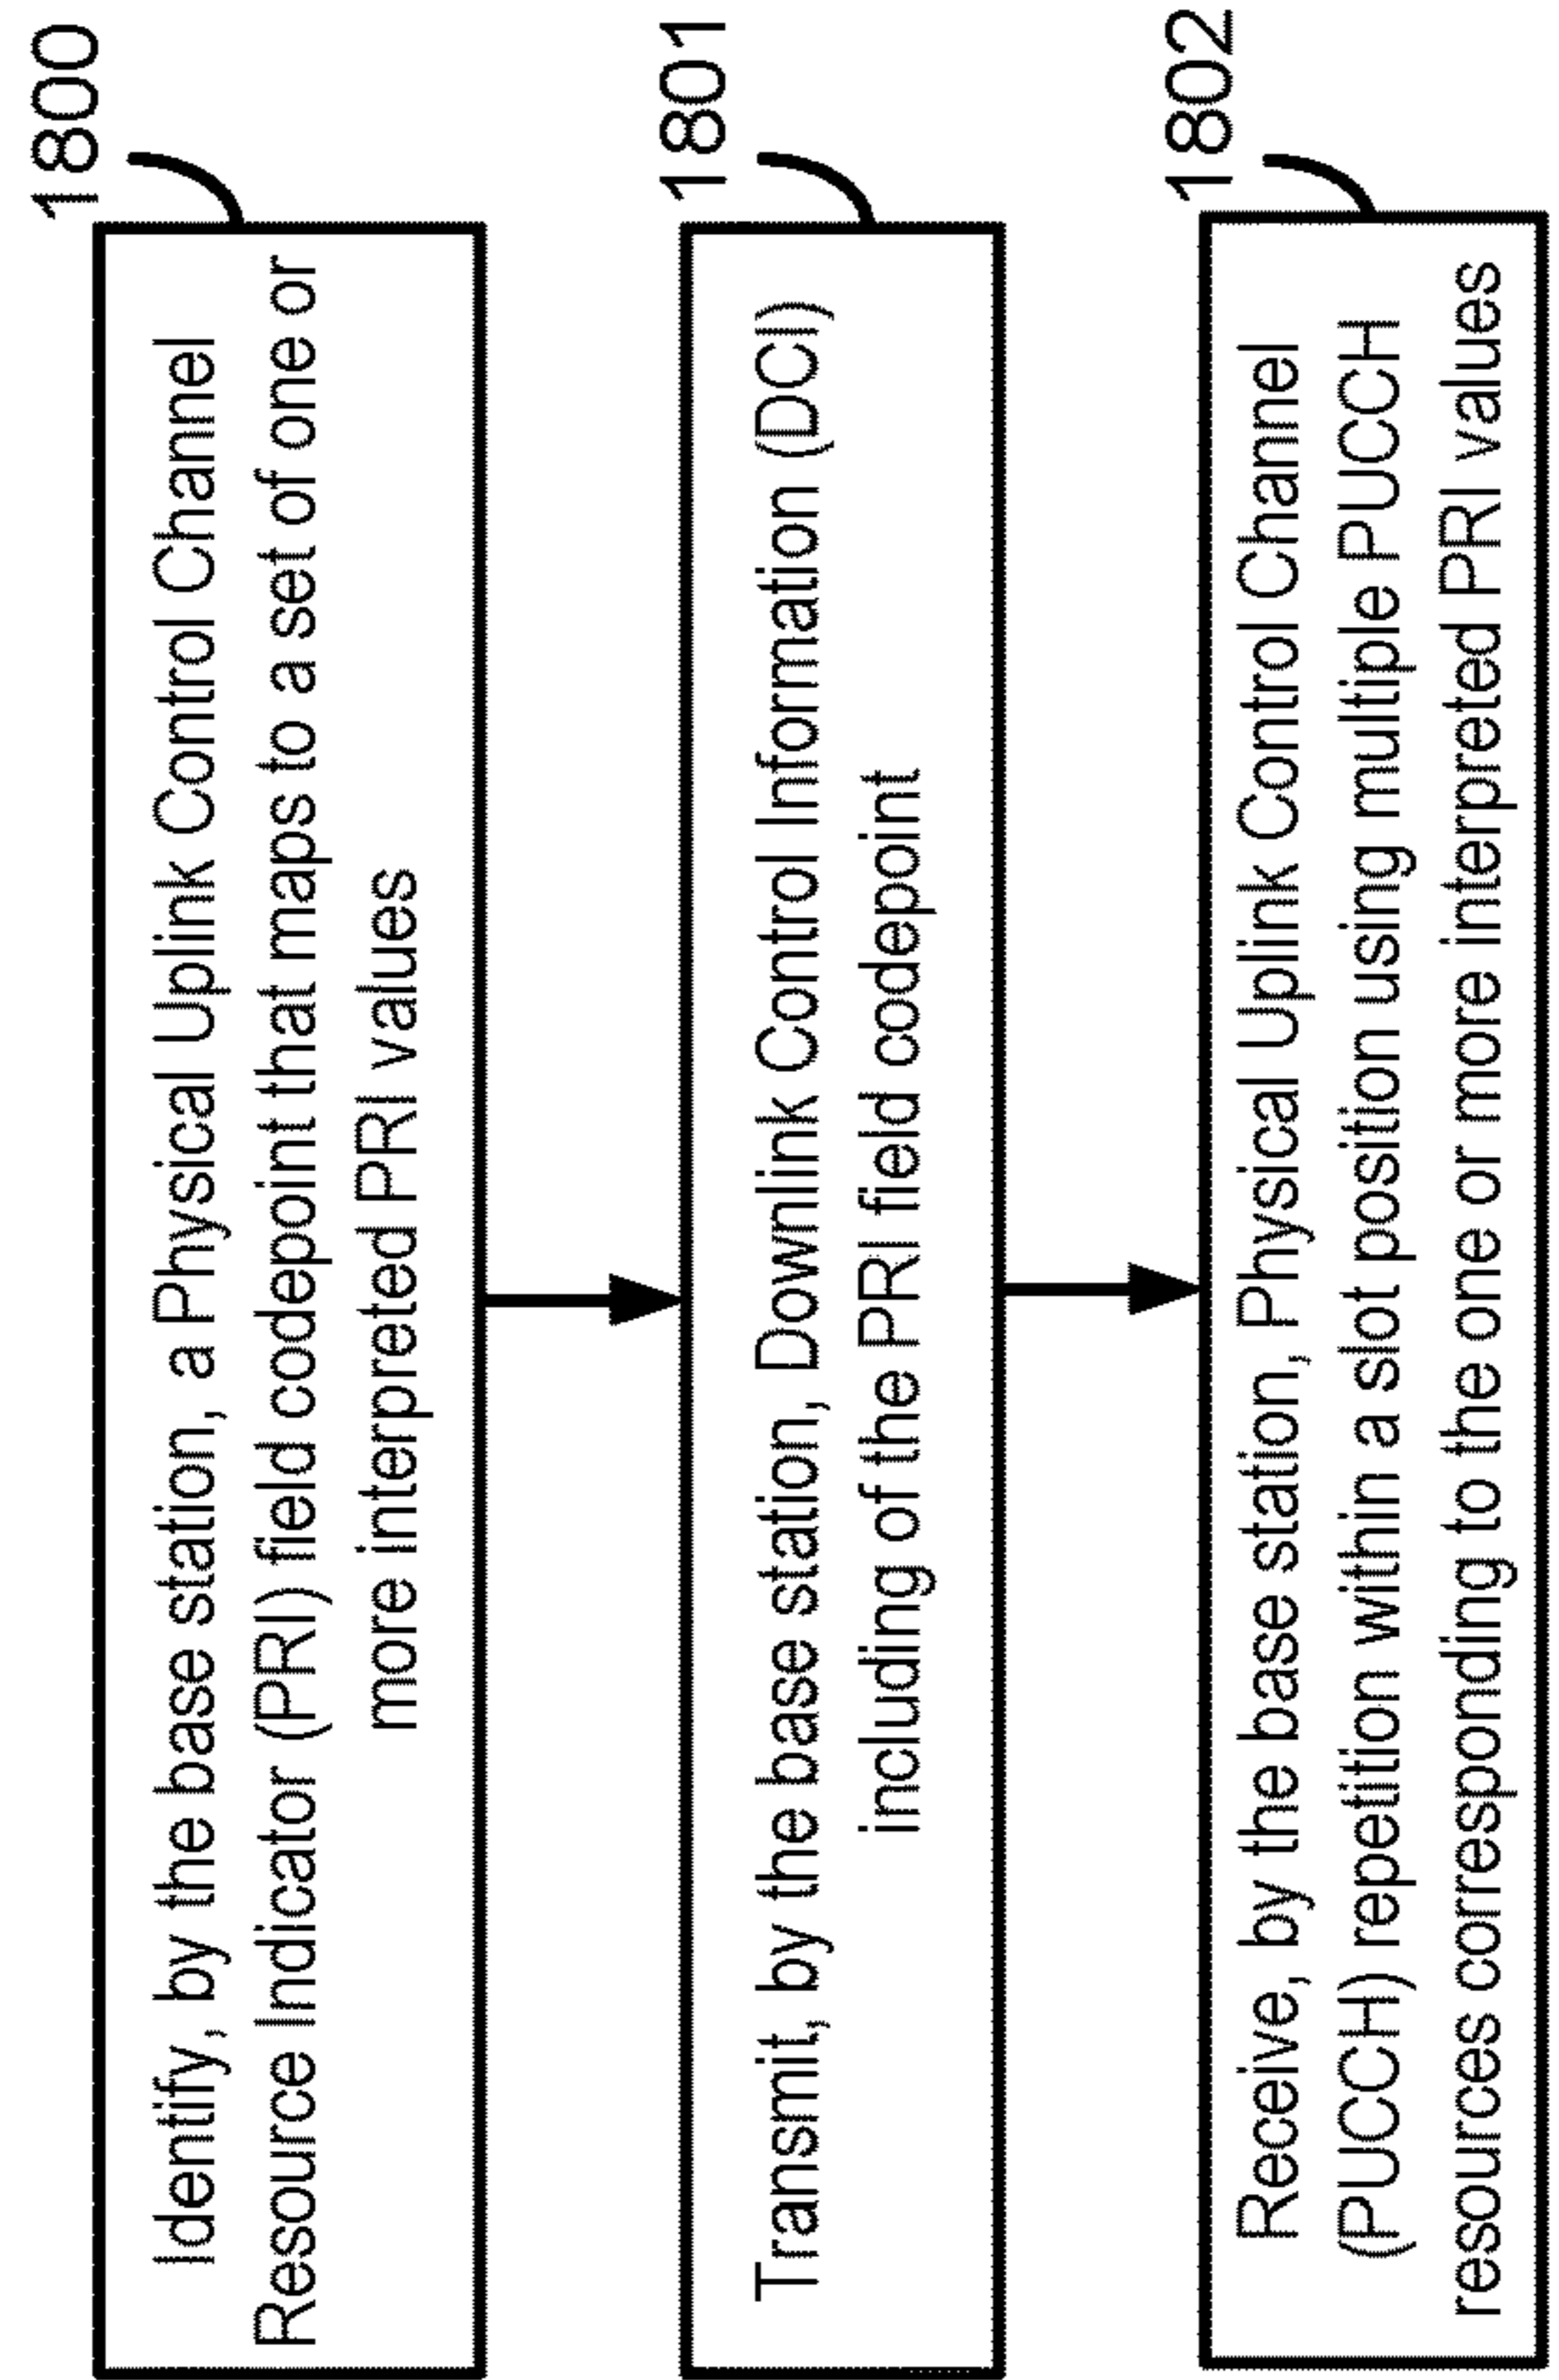 1800
Identify, by the base station, a Physical Uplink Control Channel
Resource Indicator (PRI) field codepoint that maps to a set of one or
more interpreted PRI values
1801
Transmit, by the base station, Downlink Control Information (DCI)
including of the PRI field codepoint
1802
Receive, by the base station, Physical Uplink Control Channel
(PUCCH) repetition within a slot position using multiple PUCCH
resources corresponding to the one or more interpreted PRI values